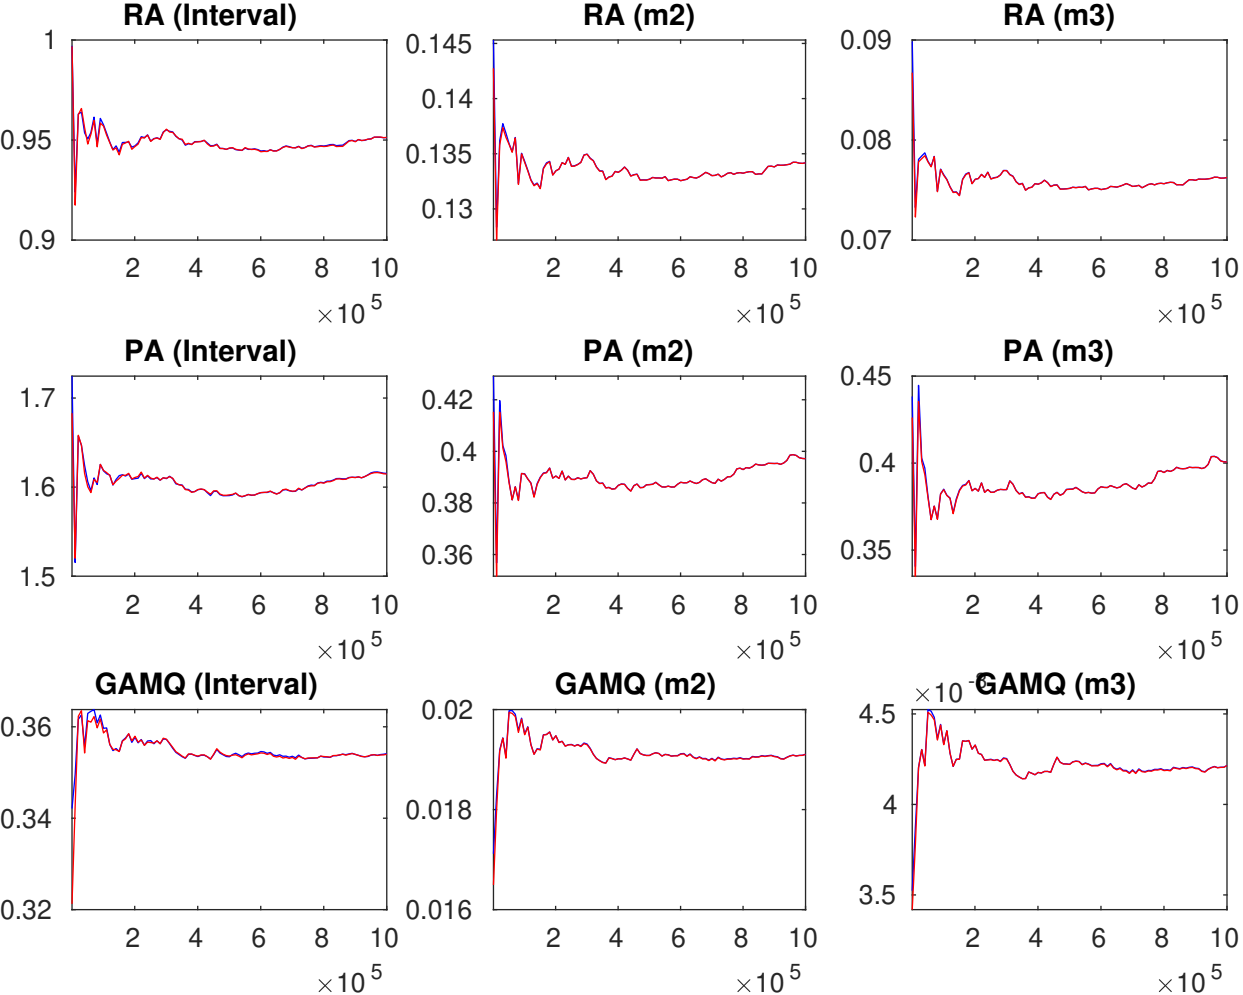 RA (Interval)
1
0.95
0.9
2 4 6 8 10
×10 5
RA (m2)
0.145
0.14
0.135
0.13
2 4 6 8 10
×10 5
RA (m3)
0.09
0.08
0.07
2 4 6 8 10
×10 5
PA (Interval)
1.7
1.6
1.5
2 4 6 8 10
×10 5
PA (m2)
0.42
0.4
0.38
0.36
2 4 6 8 10
×10 5
PA (m3)
0.45
0.4
0.35
2 4 6 8 10
×10 5
GAMQ (Interval)
0.36
0.34
0.32
2 4 6 8 10
×10 5
GAMQ (m2)
0.02
0.018
0.016
2 4 6 8 10
×10 5
GAMQ (m3)
×10
4.5
4
3.5
2 4 6 8 10
×10 5